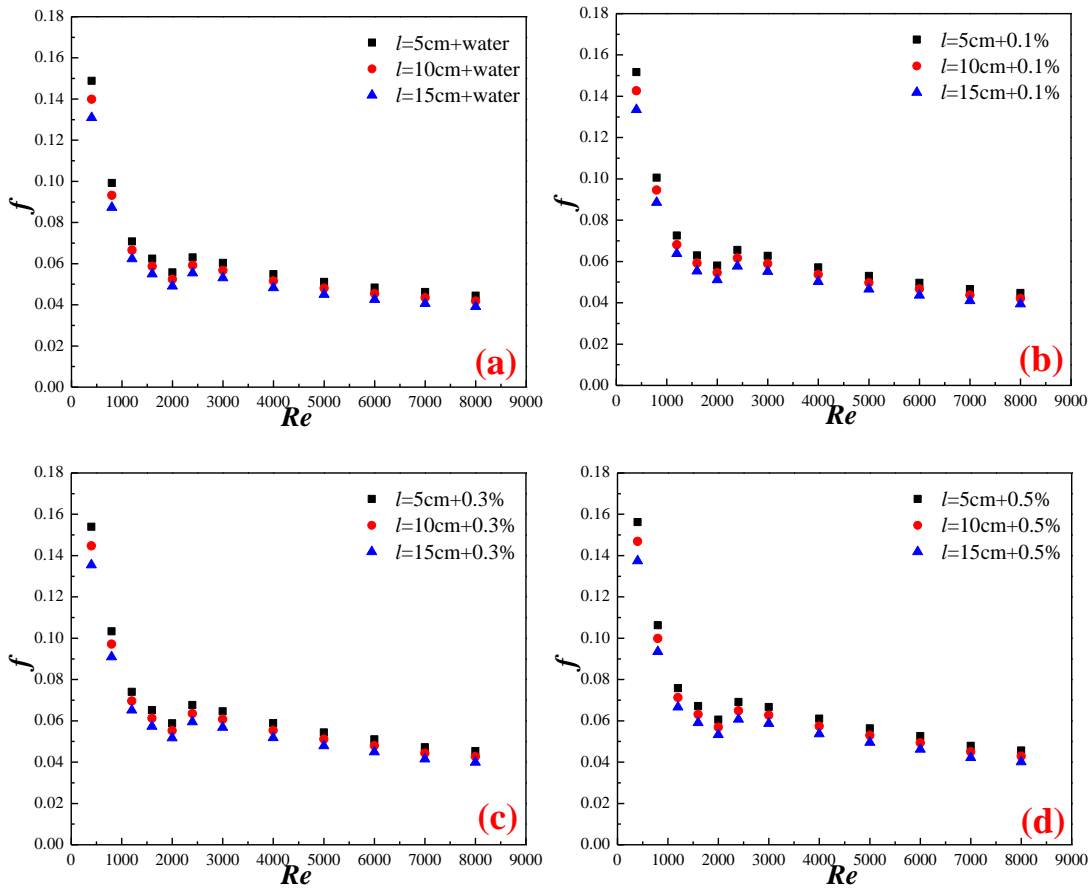 0.18
0.16
0.14
0.12
0.10
0.08
0.06
0.04
0.02
0.00
f
l=5cm+water
l=10cm+water
l=15cm+water
(a)
0 1000 2000 3000 4000 5000 6000 7000 8000 9000
Re
0.18
0.16
0.14
0.12
0.10
0.08
0.06
0.04
0.02
0.00
f
l=5cm+0.1%
l=10cm+0.1%
l=15cm+0.1%
(b)
0 1000 2000 3000 4000 5000 6000 7000 8000 9000
Re
0.18
0.16
0.14
0.12
0.10
0.08
0.06
0.04
0.02
0.00
f
l=5cm+0.3%
l=10cm+0.3%
l=15cm+0.3%
(c)
0 1000 2000 3000 4000 5000 6000 7000 8000 9000
Re
0.18
0.16
0.14
0.12
0.10
0.08
0.06
0.04
0.02
0.00
f
l=5cm+0.5%
l=10cm+0.5%
l=15cm+0.5%
(d)
0 1000 2000 3000 4000 5000 6000 7000 8000 9000
Re